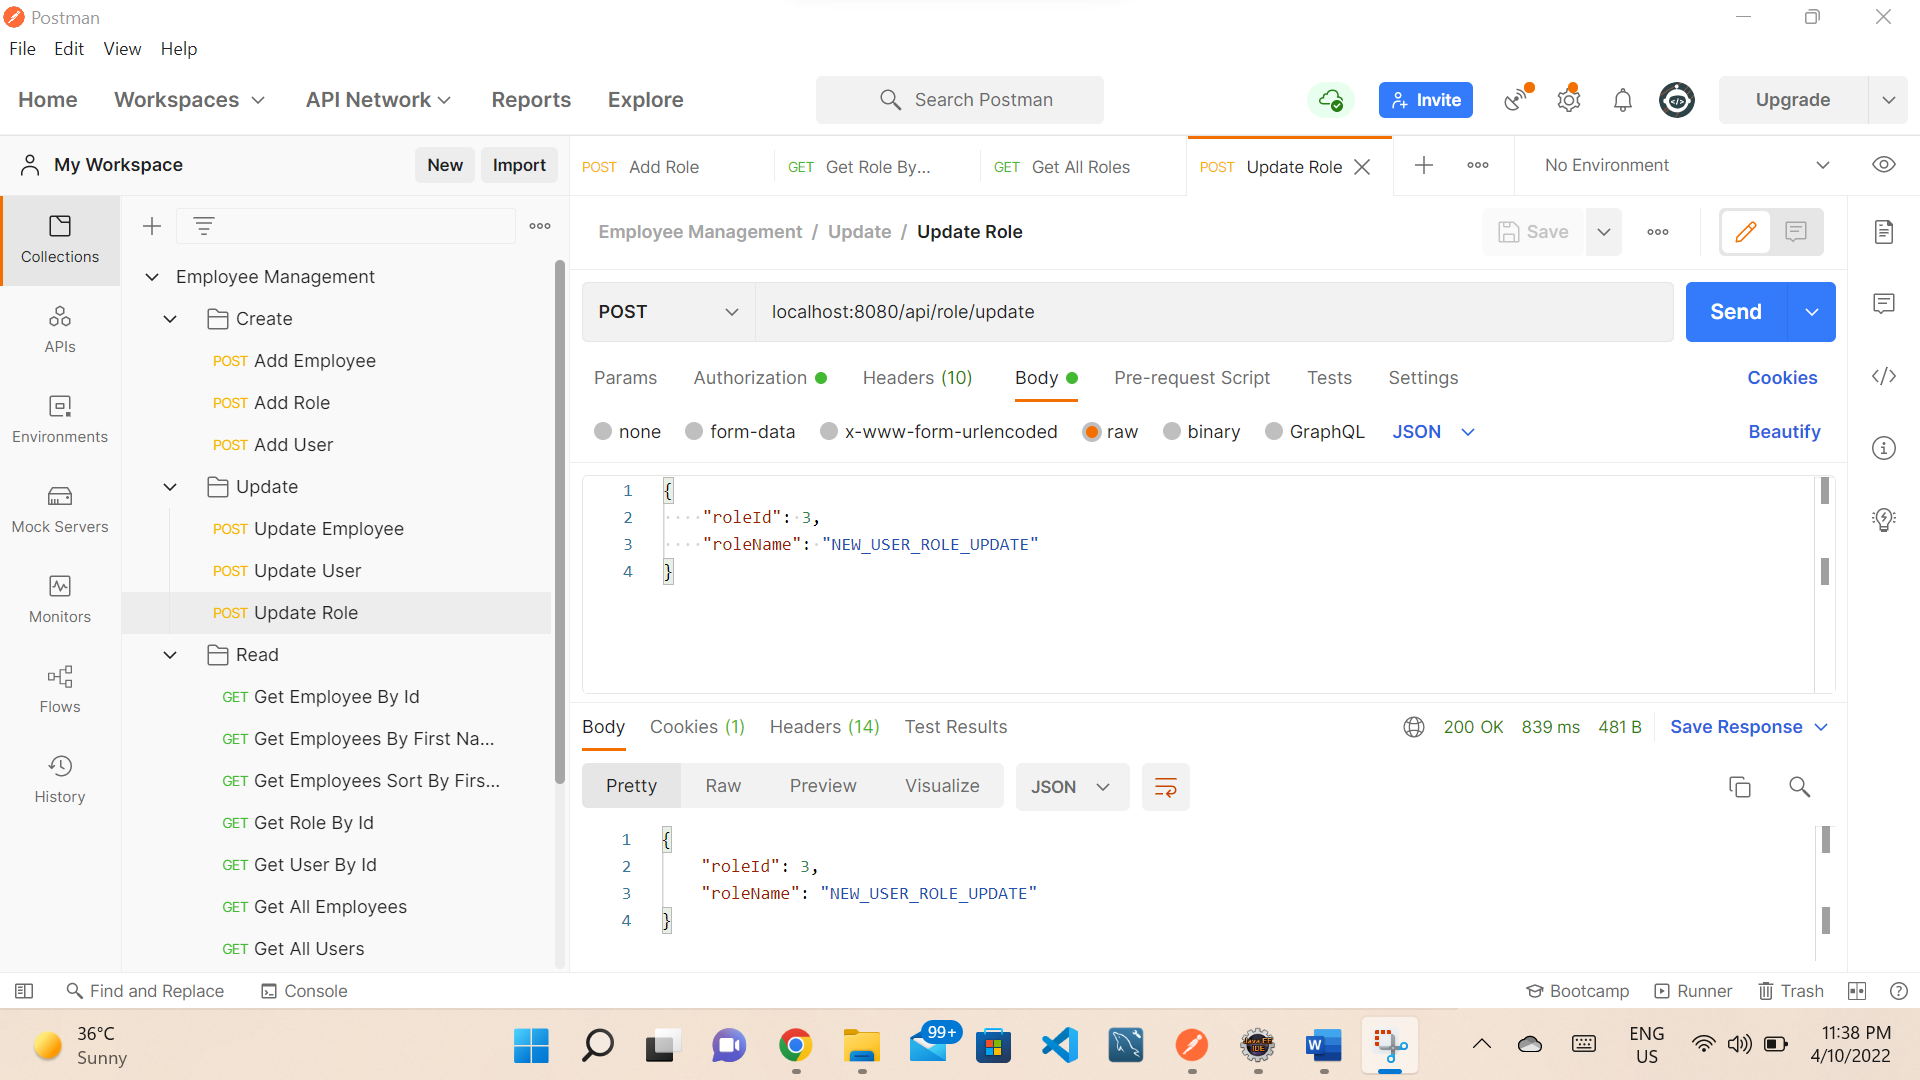 Postman
File Edit View Help
Home Workspaces API Network Reports Explore Search Postman Invite Upgrade
My Workspace New Import POST Add Role GET Get Role By... GET Get All Roles POST Update Role No Environment
Employee Management / Update / Update Role Save
Collections
APIs
Environments
Mock Servers
Monitors
Flows
History
Employee Management
Create
POST Add Employee
POST Add Role
POST Add User
Update
POST Update Employee
POST Update User
POST Update Role
Read
GET Get Employee By Id
GET Get Employees By First Na...
GET Get Employees Sort By Firs...
GET Get Role By Id
GET Get User By Id
GET Get All Employees
GET Get All Users
POST localhost:8080/api/role/update Send
Params Authorization Headers (10) Body Pre-request Script Tests Settings Cookies
none form-data x-www-form-urlencoded raw binary GraphQL JSON Beautify
1 {
2 "roleId": 3,
3 "roleName": "NEW_USER_ROLE_UPDATE"
4 }
Body Cookies (1) Headers (14) Test Results 200 OK 839 ms 481 B Save Response
Pretty Raw Preview Visualize JSON
1 {
2 "roleId": 3,
3 "roleName": "NEW_USER_ROLE_UPDATE"
4 }
Find and Replace Console Bootcamp Runner Trash
36°C
Sunny
99+
Java EE
IDE
W
ENG
US
11:38 PM
4/10/2022